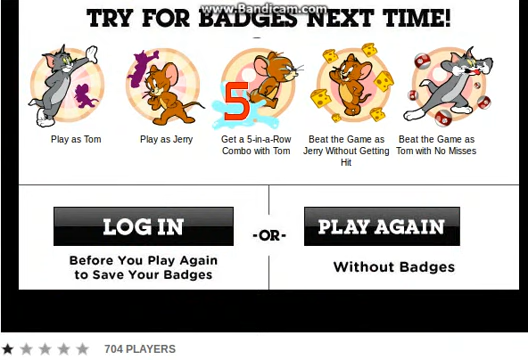 www.Bandicam.com
TRY FOR BADGES NEXT TIME!
5
Play as Tom
Play as Jerry
Get a 5-in-a-Row
Combo with Tom
Beat the Game as
Jerry Without Getting
Hit
Beat the Game as
Tom with No Misses
LOG IN
Before You Play Again
to Save Your Badges
-OR-
PLAY AGAIN
Without Badges
704 PLAYERS